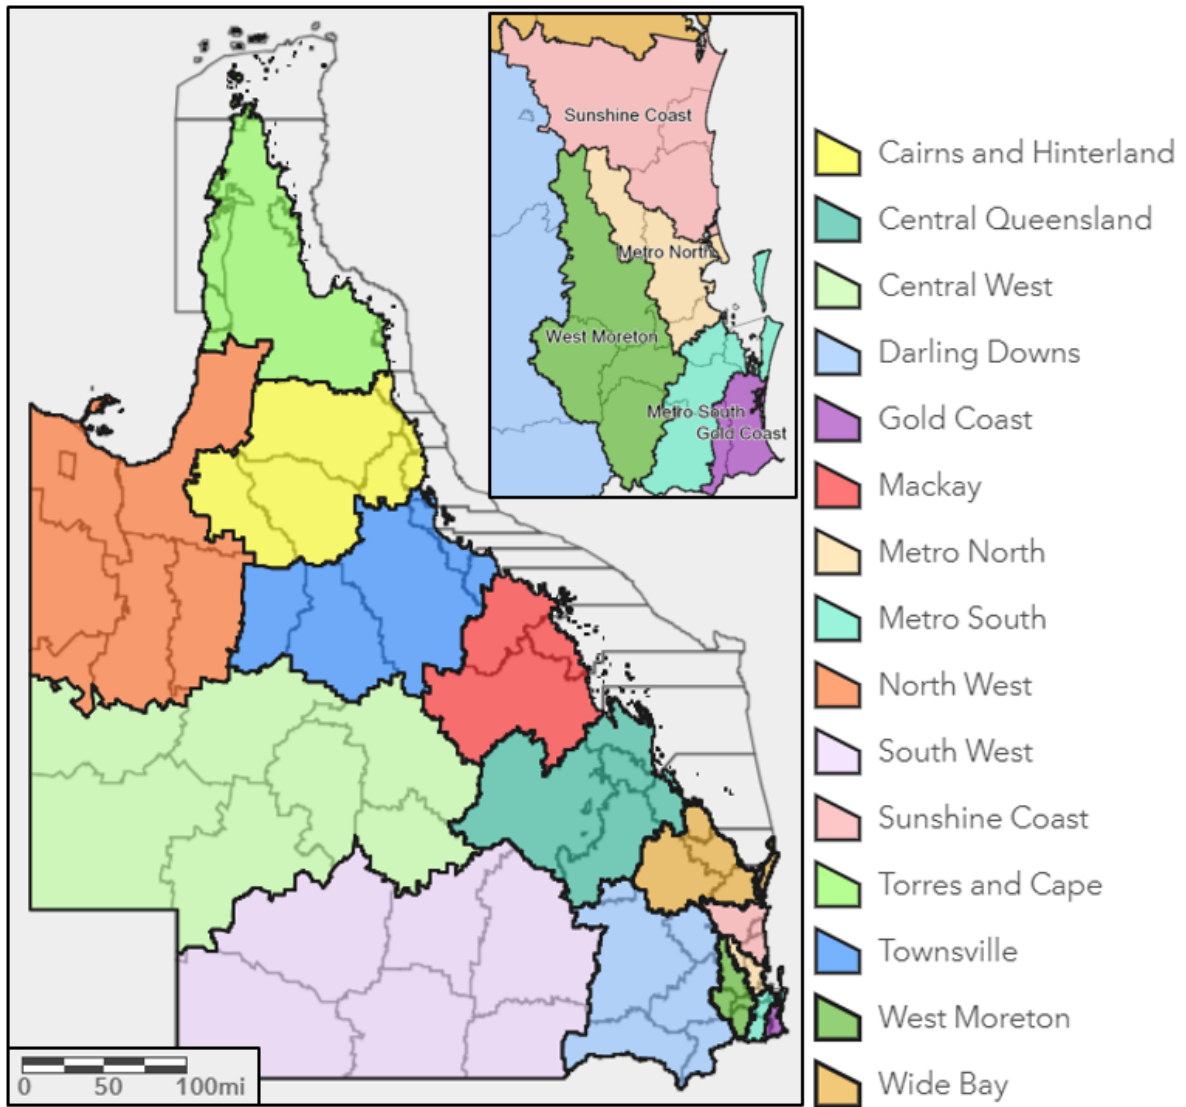 Sunshine Coast
Metro North
West Moreton
Metro South
Gold Coast
0 50 100mi
Cairns and Hinterland
Central Queensland
Central West
Darling Downs
Gold Coast
Mackay
Metro North
Metro South
North West
South West
Sunshine Coast
Torres and Cape
Townsville
West Moreton
Wide Bay